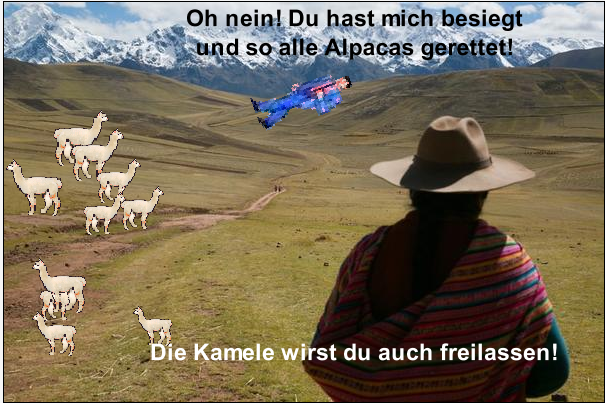 Oh nein! Du hast mich besiegt
und so alle Alpacas gerettet!
Die Kamele wirst du auch freilassen!